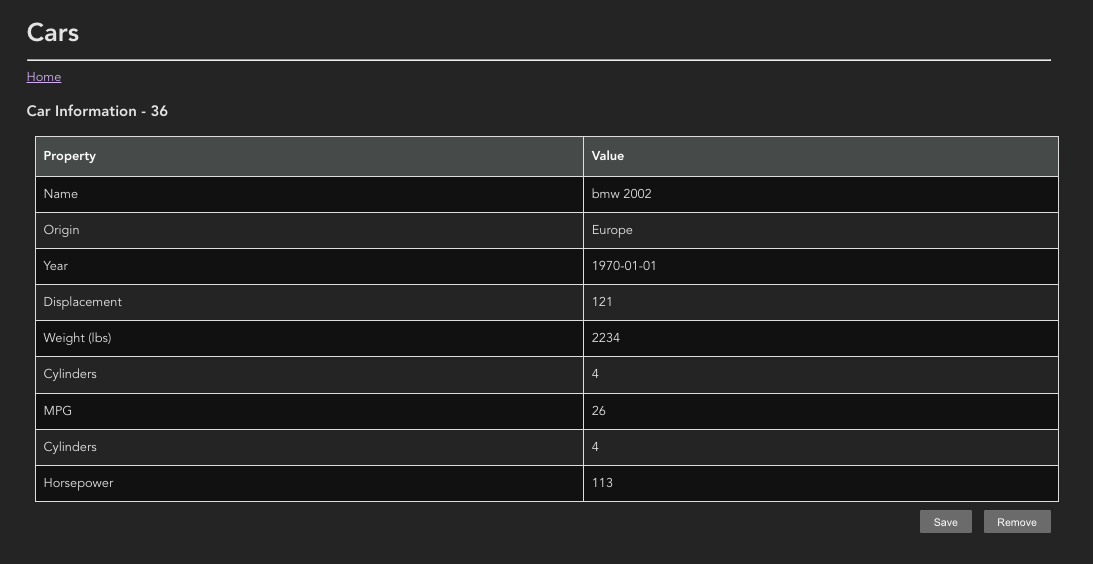 Cars
Home
Car Information - 36
Property Value
Name bmw 2002
Origin Europe
Year 1970-01-01
Displacement 121
Weight (lbs) 2234
Cylinders 4
MPG 26
Cylinders 4
Horsepower 113
Save Remove